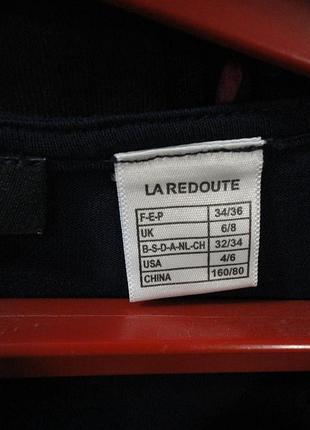 LA REDOUTE
F-E-P 34/36
UK 6/8
B-S-D-A-NL-CH 32/34
USA 4/6
CHINA 160/80